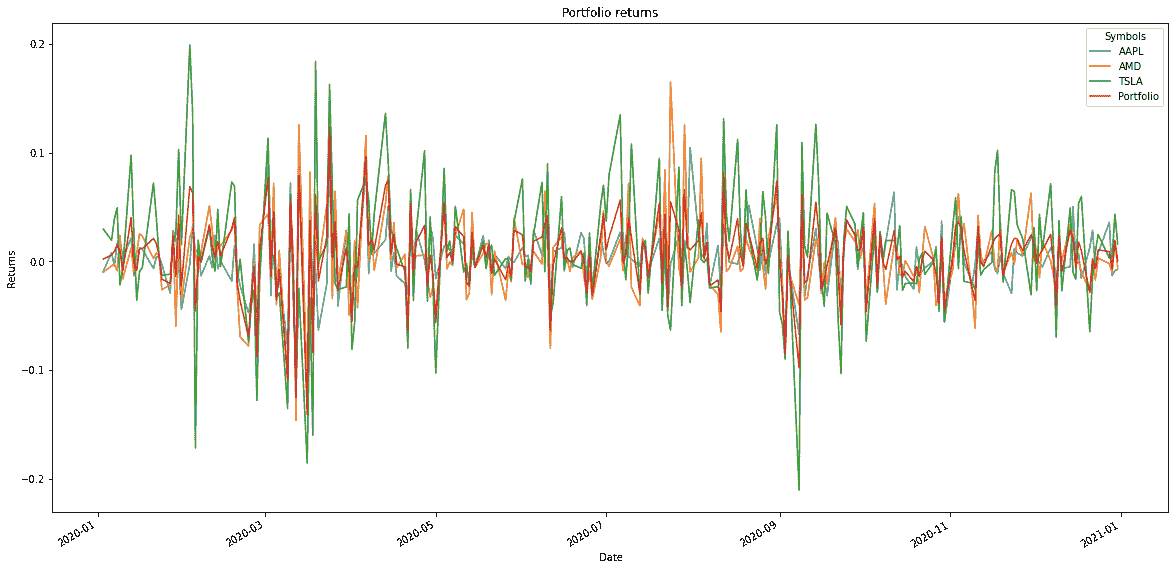 Portfolio returns
Symbols
AAPL
AMD
TSLA
Portfolio
Returns
0.2
0.1
0.0
−0.1
−0.2
2020-01
2020-03
2020-05
2020-07
2020-09
2020-11
2021-01
Date